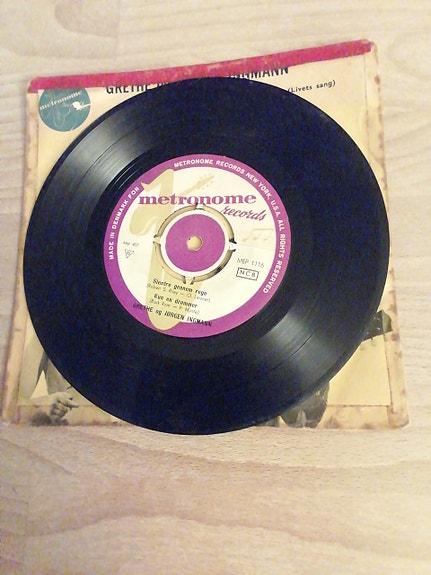 GRETHE INGMANN
(Livets sang)
metronome
MADE IN DENMARK FOR METRONOME RECORDS NEW YORK, U.S.A. ALL RIGHTS RESERVED
metronome
records
MEP 1116
NCB
Slentre gennem regn
Kun en drømmer
GRETHE og JØRGEN INGMANN